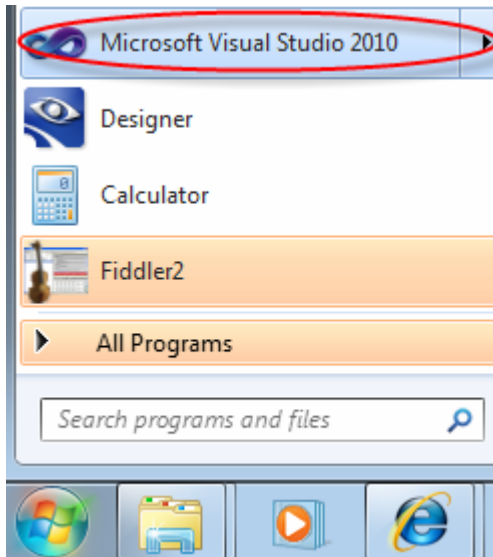 Microsoft Visual Studio 2010
Designer
Calculator
Fiddler2
All Programs
Search programs and files